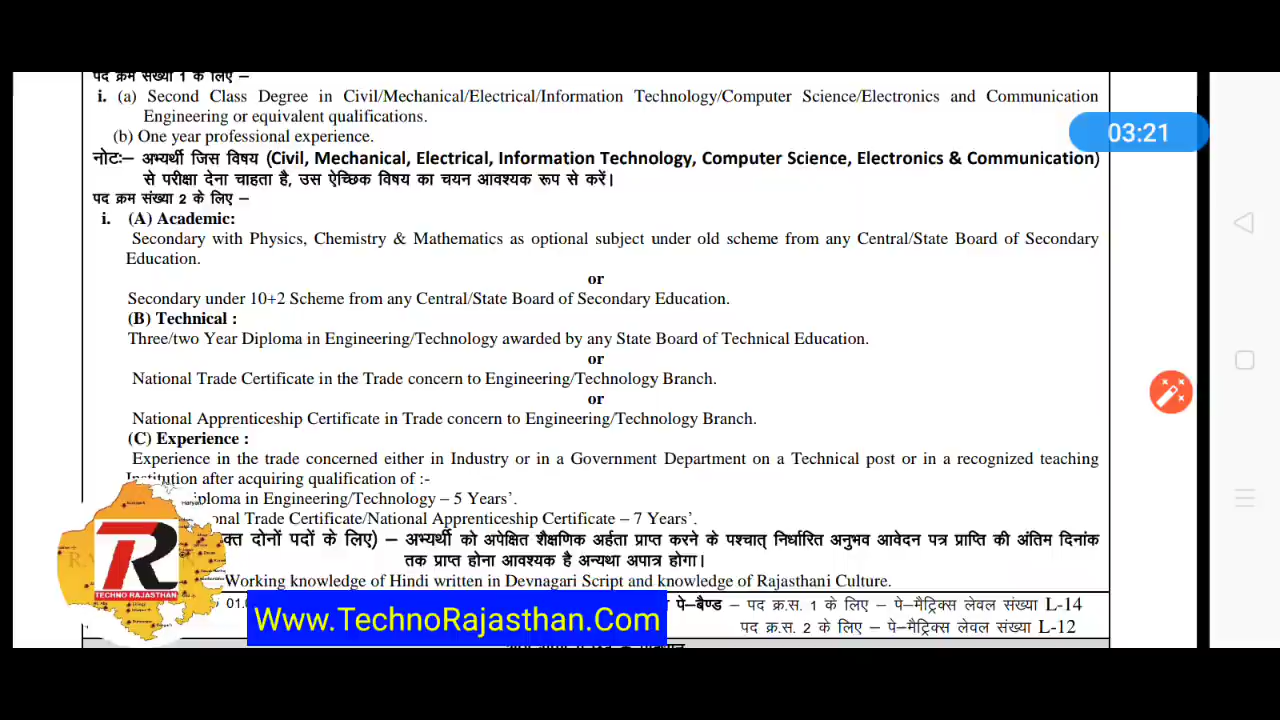 पद क्रम संख्या 1 के लिए –
i. (a) Second Class Degree in Civil/Mechanical/Electrical/Information Technology/Computer Science/Electronics and Communication
Engineering or equivalent qualifications.
(b) One year professional experience.
03:21
नोटः– अभ्यर्थी जिस विषय (Civil, Mechanical, Electrical, Information Technology, Computer Science, Electronics & Communication)
से परीक्षा देना चाहता है, उस ऐच्छिक विषय का चयन आवश्यक रूप से करें।
पद क्रम संख्या 2 के लिए –
i. (A) Academic:
Secondary with Physics, Chemistry & Mathematics as optional subject under old scheme from any Central/State Board of Secondary
Education.
or
Secondary under 10+2 Scheme from any Central/State Board of Secondary Education.
(B) Technical :
Three/two Year Diploma in Engineering/Technology awarded by any State Board of Technical Education.
or
National Trade Certificate in the Trade concern to Engineering/Technology Branch.
or
National Apprenticeship Certificate in Trade concern to Engineering/Technology Branch.
(C) Experience :
Experience in the trade concerned either in Industry or in a Government Department on a Technical post or in a recognized teaching
Institution after acquiring qualification of :-
iploma in Engineering/Technology – 5 Years'.
onal Trade Certificate/National Apprenticeship Certificate – 7 Years'.
क्त दोनों पदों के लिए) – अभ्यर्थी को अपेक्षित शैक्षणिक अर्हता प्राप्त करने के पश्चात् निर्धारित अनुभव आवेदन पत्र प्राप्ति की अंतिम दिनांक
तक प्राप्त होना आवश्यक है अन्यथा अपात्र होगा।
Working knowledge of Hindi written in Devnagari Script and knowledge of Rajasthani Culture.
TR
TECHNO RAJASTHAN
01.0
पे–बैण्ड – पद क्र.स. 1 के लिए – पे–मैट्रिक्स लेवल संख्या L-14
Www.TechnoRajasthan.Com
पद क्र.स. 2 के लिए – पे–मैट्रिक्स लेवल संख्या L-12